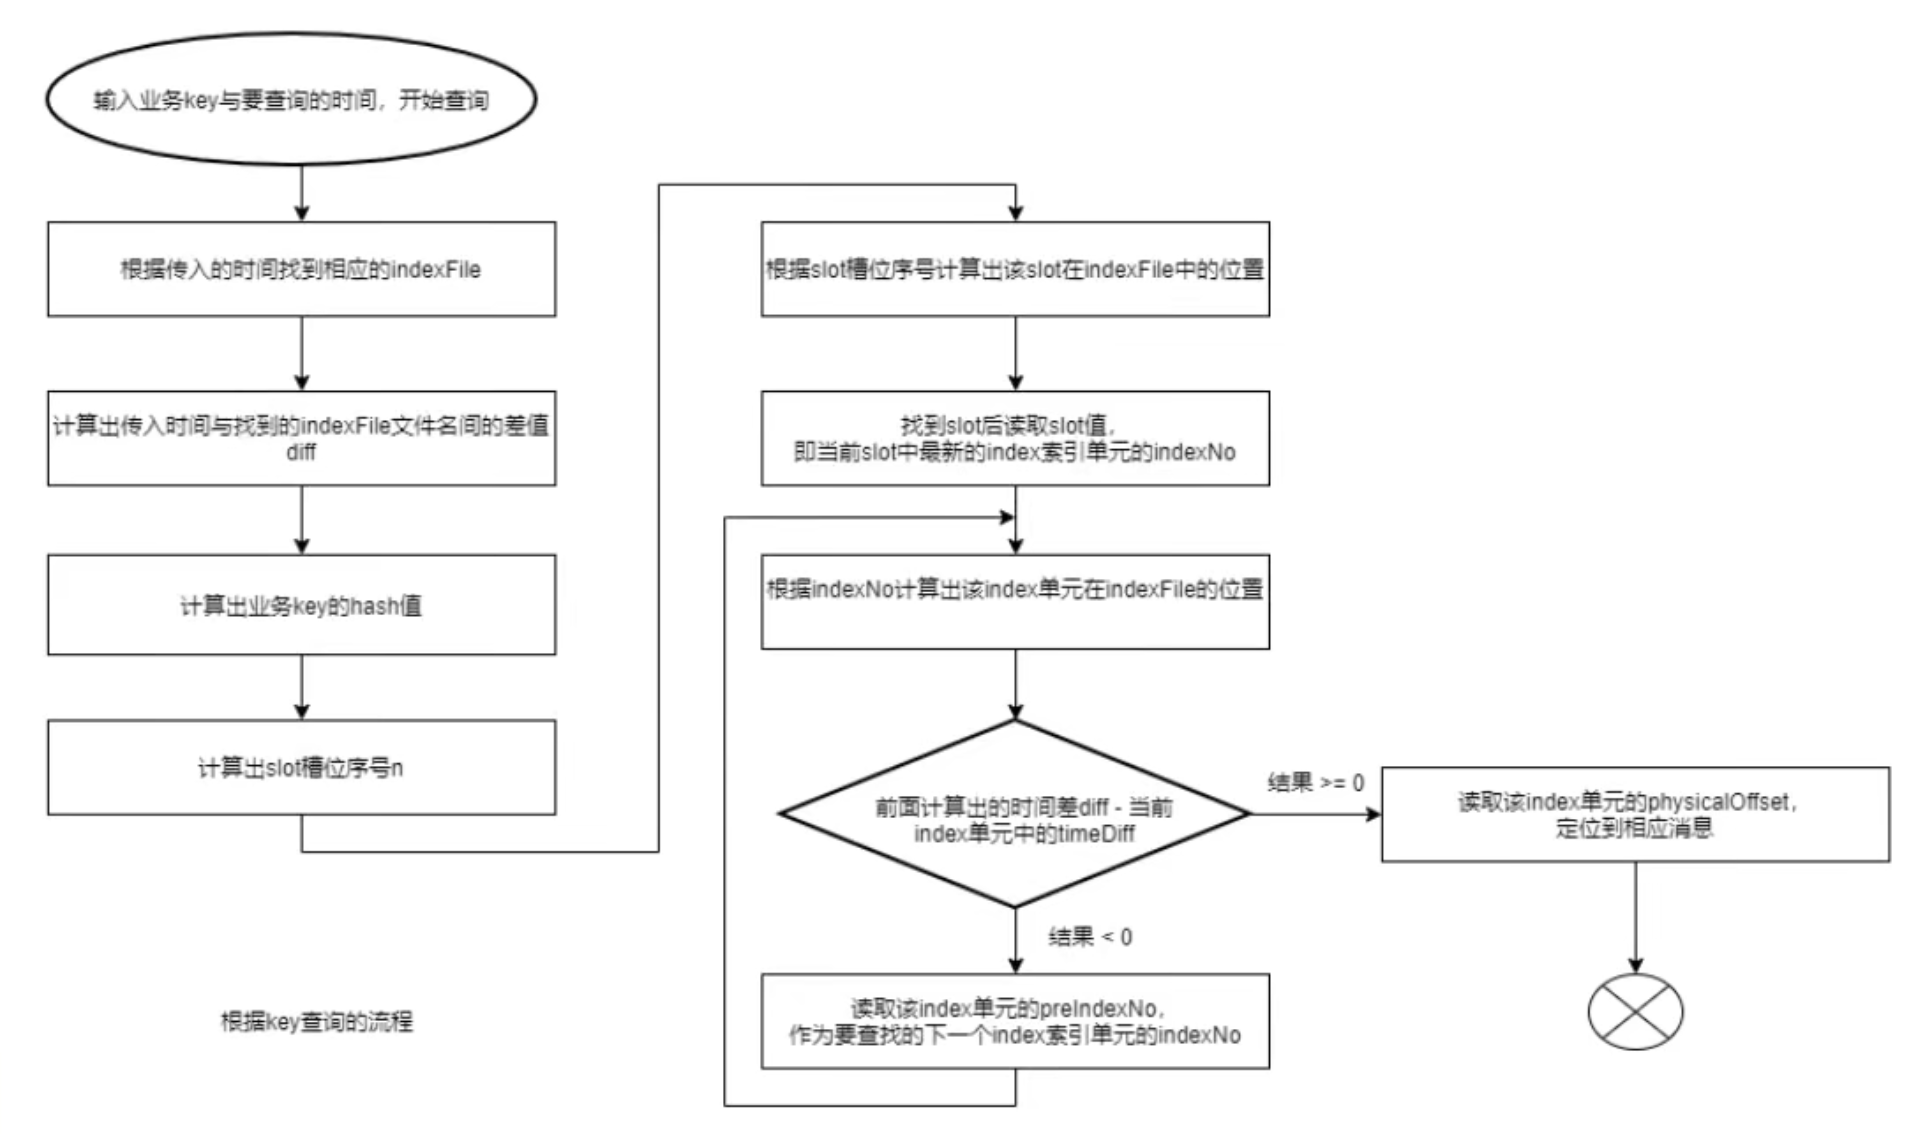 输入业务key与要查询的时间，开始查询
根据传入的时间找到相应的indexFile
计算出传入时间与找到的indexFile文件名间的差值
diff
计算出业务key的hash值
计算出slot槽位序号n
根据slot槽位序号计算出该slot在indexFile中的位置
找到slot后读取slot值，
即当前slot中最新的index索引单元的indexNo
根据indexNo计算出该index单元在indexFile的位置
前面计算出的时间差diff - 当前
index单元中的timeDiff
结果 >= 0
读取该index单元的physicalOffset，
定位到相应消息
结果 < 0
读取该index单元的preIndexNo，
作为要查找的下一个index索引单元的indexNo
根据key查询的流程